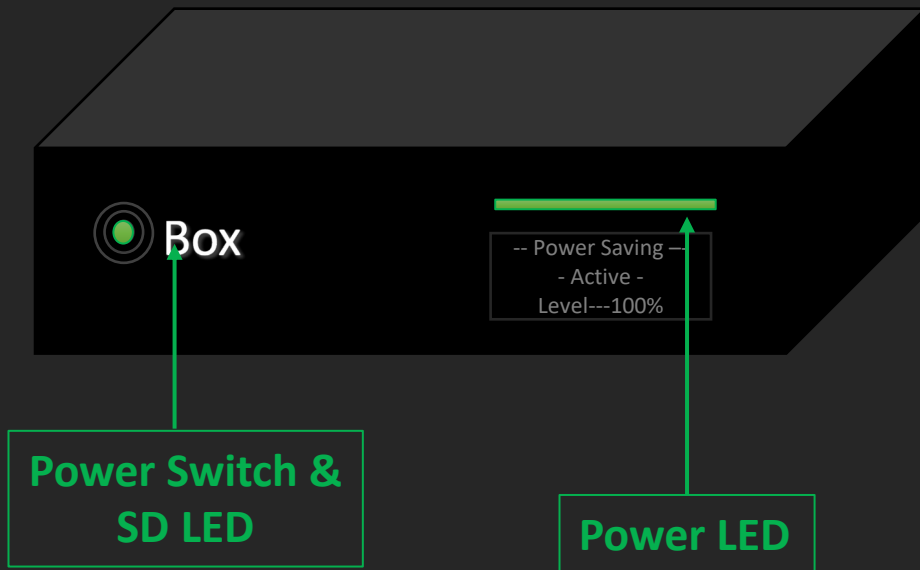 Box
-- Power Saving --
- Active -
Level---100%
Power Switch &
SD LED
Power LED